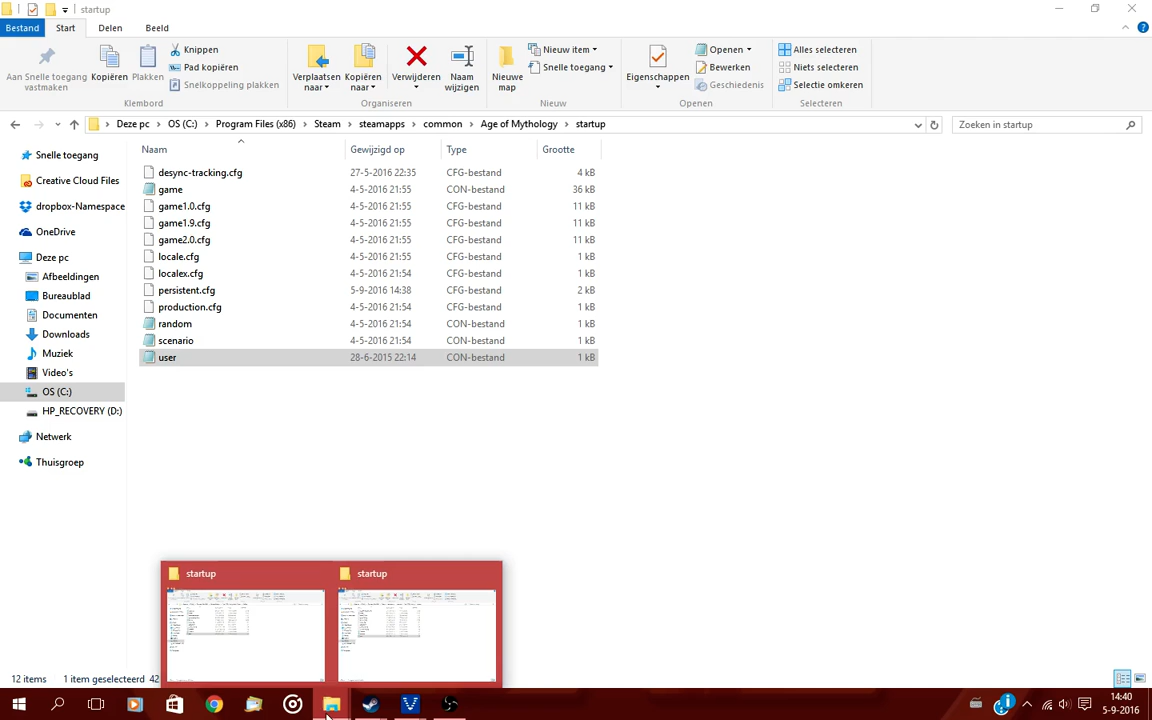 startup
Bestand Start Delen Beeld
Aan Snelle toegang vastmaken
Kopiëren
Plakken
Knippen
Pad kopiëren
Snelkoppeling plakken
Klembord
Verplaatsen naar
Kopiëren naar
Verwijderen
Naam wijzigen
Organiseren
Nieuwe map
Nieuw item
Snelle toegang
Nieuw
Eigenschappen
Openen
Bewerken
Geschiedenis
Openen
Alles selecteren
Niets selecteren
Selectie omkeren
Selecteren
Deze pc > OS (C:) > Program Files (x86) > Steam > steamapps > common > Age of Mythology > startup
Zoeken in startup
Snelle toegang
Creative Cloud Files
dropbox-Namespace
OneDrive
Deze pc
Afbeeldingen
Bureaublad
Documenten
Downloads
Muziek
Video's
OS (C:)
HP_RECOVERY (D:)
Netwerk
Thuisgroep
Naam Gewijzigd op Type Grootte
desync-tracking.cfg 27-5-2016 22:35 CFG-bestand 4 kB
game 4-5-2016 21:55 CON-bestand 36 kB
game1.0.cfg 4-5-2016 21:55 CFG-bestand 11 kB
game1.9.cfg 4-5-2016 21:55 CFG-bestand 11 kB
game2.0.cfg 4-5-2016 21:55 CFG-bestand 11 kB
locale.cfg 4-5-2016 21:55 CFG-bestand 1 kB
localex.cfg 4-5-2016 21:54 CFG-bestand 1 kB
persistent.cfg 5-9-2016 14:38 CFG-bestand 2 kB
production.cfg 4-5-2016 21:54 CFG-bestand 1 kB
random 4-5-2016 21:54 CON-bestand 1 kB
scenario 4-5-2016 21:54 CON-bestand 1 kB
user 28-6-2015 22:14 CON-bestand 1 kB
startup
startup
12 items 1 item geselecteerd 42
14:40
5-9-2016